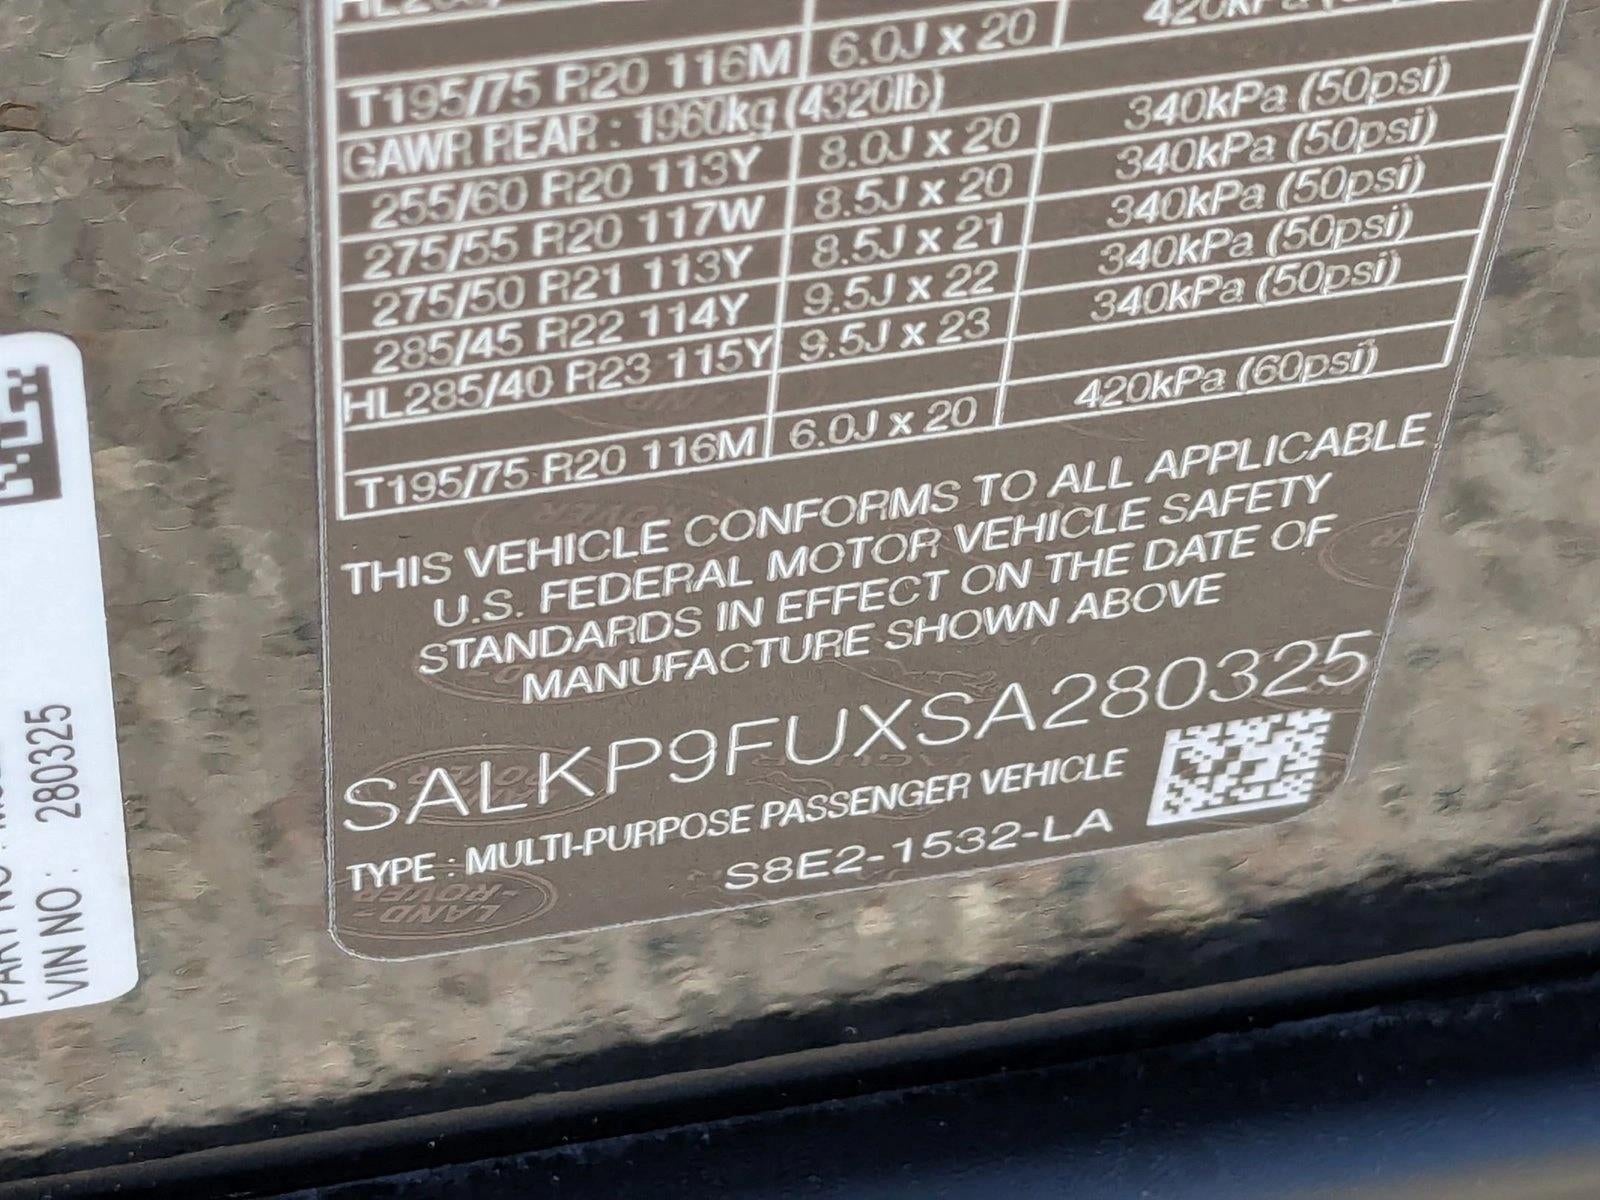 T195/75 R20 116M 6.0J x 20
GAWR REAR : 1960kg (4320lb)
255/60 R20 113Y 8.0J x 20 340kPa (50psi)
275/55 R20 117W 8.5J x 20 340kPa (50psi)
275/50 R21 113Y 8.5J x 21 340kPa (50psi)
285/45 R22 114Y 9.5J x 22 340kPa (50psi)
HL285/40 R23 115Y 9.5J x 23 340kPa (50psi)
T195/75 R20 116M 6.0J x 20 420kPa (60psi)
THIS VEHICLE CONFORMS TO ALL APPLICABLE
U.S. FEDERAL MOTOR VEHICLE SAFETY
STANDARDS IN EFFECT ON THE DATE OF
MANUFACTURE SHOWN ABOVE
SALKP9FUXSA280325
TYPE : MULTI-PURPOSE PASSENGER VEHICLE
S8E2-1532-LA
LAND-
ROVER
VIN NO : 280325